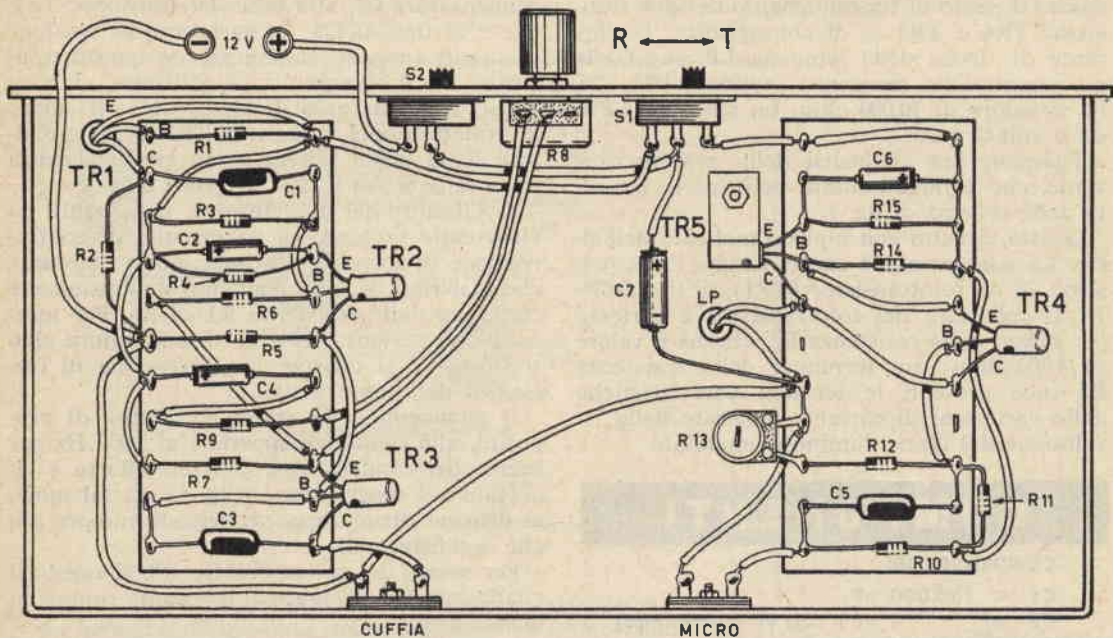 − 12 V +
R T
S2
S1
E
B
R1
R8
C6
TR1
C
C1
R3
R15
TR5
C2
E
B
R14
R2
E
TR2
C
R4
B
C7
R6
C
LP
TR4
E
R5
B
C
C4
R9
R13
R12
E
TR3
R7
B
C5
R11
C
C3
R10
CUFFIA
MICRO